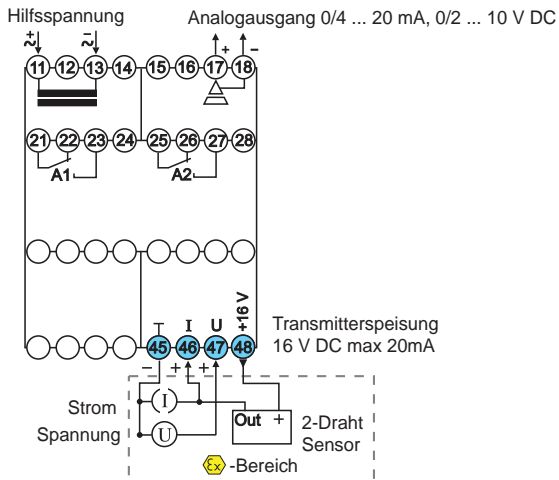 Hilfsspannung
Analogausgang 0/4 ... 20 mA, 0/2 ... 10 V DC
~+ ~- + -
11 12 13 14 15 16 17 18
21 22 23 24 25 26 27 28
A1 A2
⊥ I U +16 V
45 46 47 48
Transmitterspeisung
16 V DC max 20mA
- + +
Strom I
Out +
2-Draht
Sensor
Spannung U
Ex -Bereich